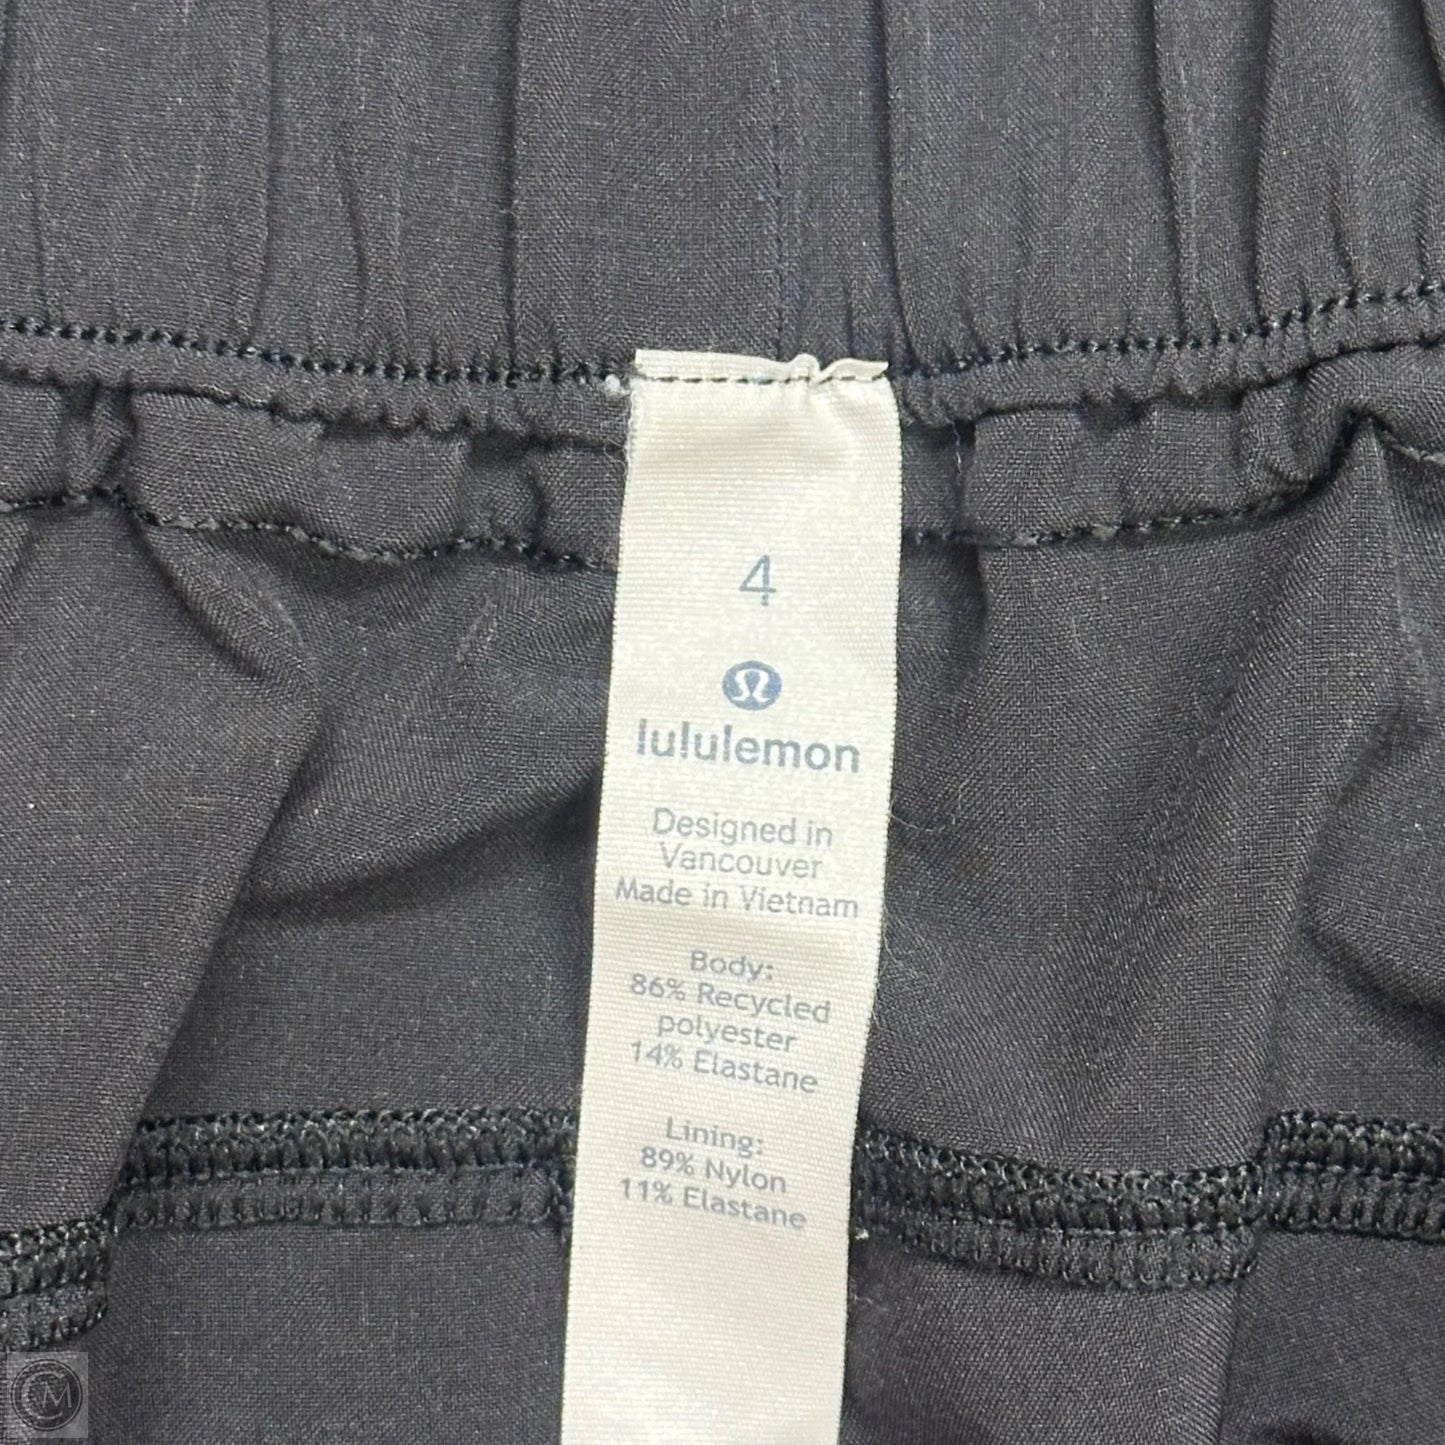 4
lululemon
Designed in
Vancouver
Made in Vietnam
Body:
86% Recycled
polyester
14% Elastane
Lining:
89% Nylon
11% Elastane
CM